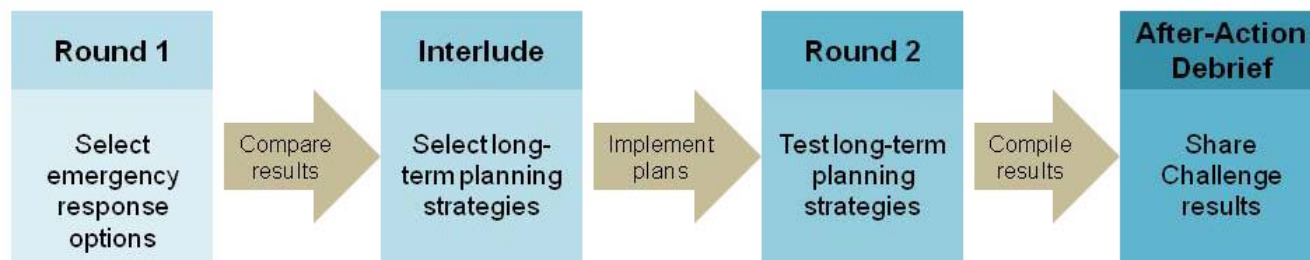 Round 1
Select
emergency
response
options
Compare
results
Interlude
Select long-
term planning
strategies
Implement
plans
Round 2
Test long-term
planning
strategies
Compile
results
After-Action
Debrief
Share
Challenge
results